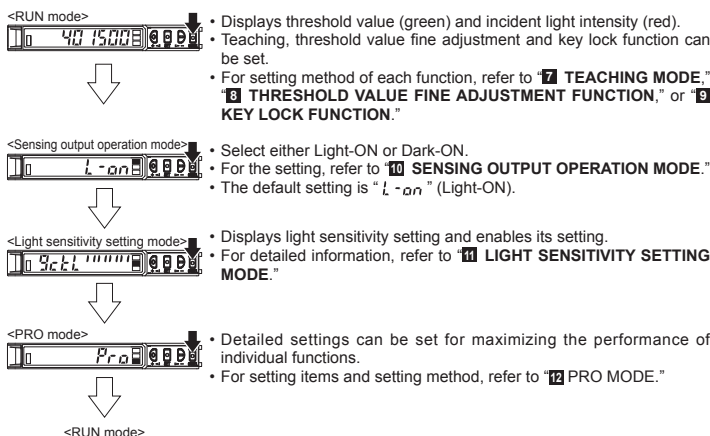 <RUN mode>
40 1500
• Displays threshold value (green) and incident light intensity (red).
• Teaching, threshold value fine adjustment and key lock function can
be set.
• For setting method of each function, refer to “7 TEACHING MODE,”
“8 THRESHOLD VALUE FINE ADJUSTMENT FUNCTION,” or “9
KEY LOCK FUNCTION.”
<Sensing output operation mode>
L-on
• Select either Light-ON or Dark-ON.
• For the setting, refer to “10 SENSING OUTPUT OPERATION MODE.”
• The default setting is “ L-on ” (Light-ON).
<Light sensitivity setting mode>
• Displays light sensitivity setting and enables its setting.
• For detailed information, refer to “11 LIGHT SENSITIVITY SETTING
MODE.”
<PRO mode>
Pro
• Detailed settings can be set for maximizing the performance of
individual functions.
• For setting items and setting method, refer to “12 PRO MODE.”
<RUN mode>